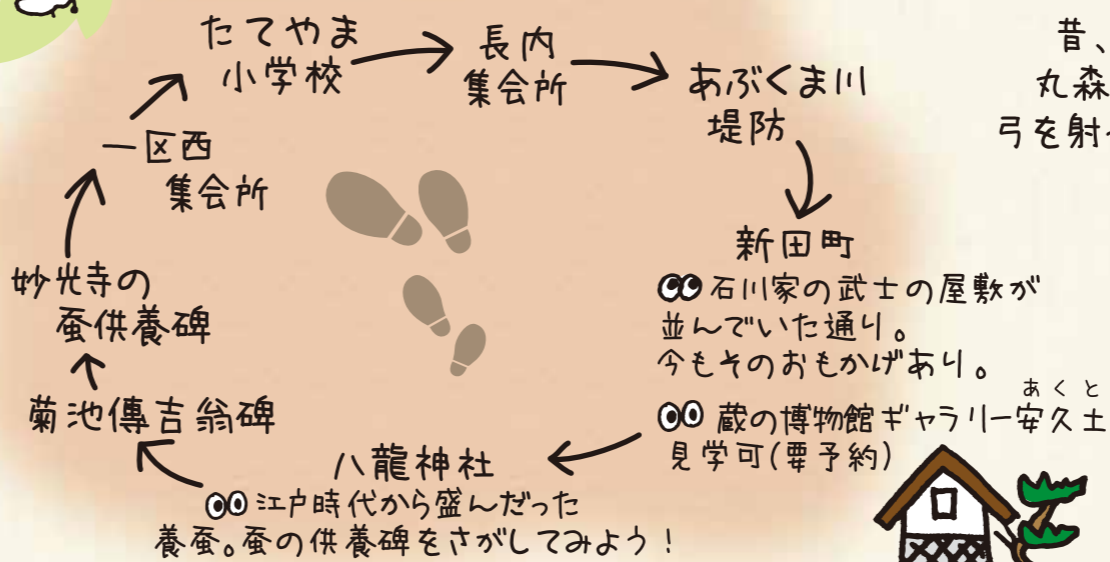 たてやま
小学校
長内
集会所
あぶくま川
堤防
新田町
石川家の武士の屋敷が
並んでいた通り。
今もそのおもかげあり。
あくと
蔵の博物館ギャラリー安久土
見学可(要予約)
八龍神社
江戸時代から盛んだった
養蚕。蚕の供養碑をさがしてみよう!
菊池傳吉翁碑
妙光寺の
蚕供養碑
一区西
集会所
昔、
丸森
弓を射